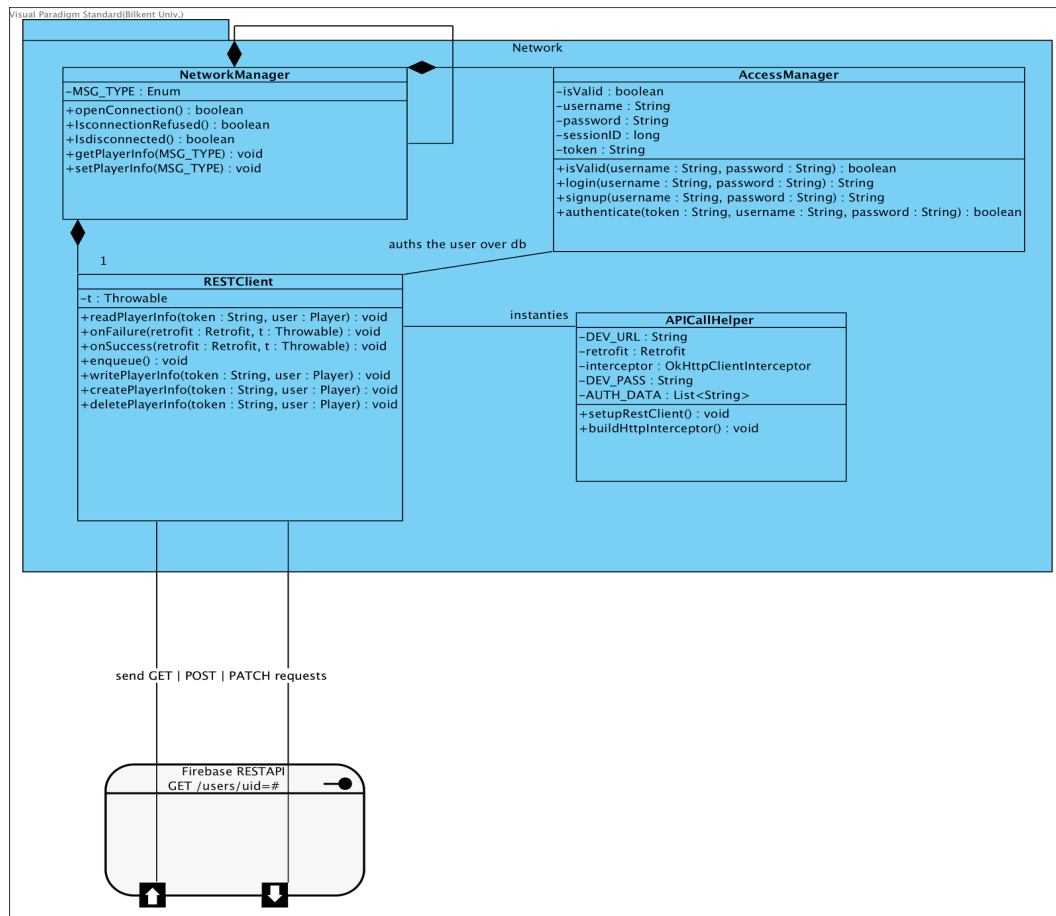 Visual Paradigm Standard(Bilkent Univ.)
Network
NetworkManager
-MSG_TYPE : Enum
+openConnection() : boolean
+IsconnectionRefused() : boolean
+Isdisconnected() : boolean
+getPlayerInfo(MSG_TYPE) : void
+setPlayerInfo(MSG_TYPE) : void
AccessManager
-isValid : boolean
-username : String
-password : String
-sessionID : long
-token : String
+isValid(username : String, password : String) : boolean
+login(username : String, password : String) : String
+signup(username : String, password : String) : String
+authenticate(token : String, username : String, password : String) : boolean
auths the user over db
1
RESTClient
-t : Throwable
+readPlayerInfo(token : String, user : Player) : void
+onFailure(retrofit : Retrofit, t : Throwable) : void
+onSuccess(retrofit : Retrofit, t : Throwable) : void
+enqueue() : void
+writePlayerInfo(token : String, user : Player) : void
+createPlayerInfo(token : String, user : Player) : void
+deletePlayerInfo(token : String, user : Player) : void
instanties
APICallHelper
-DEV_URL : String
-retrofit : Retrofit
-interceptor : OkHttpClientInterceptor
-DEV_PASS : String
-AUTH_DATA : List<String>
+setupRestClient() : void
+buildHttpInterceptor() : void
send GET | POST | PATCH requests
Firebase RESTAPI
GET /users/uid=#